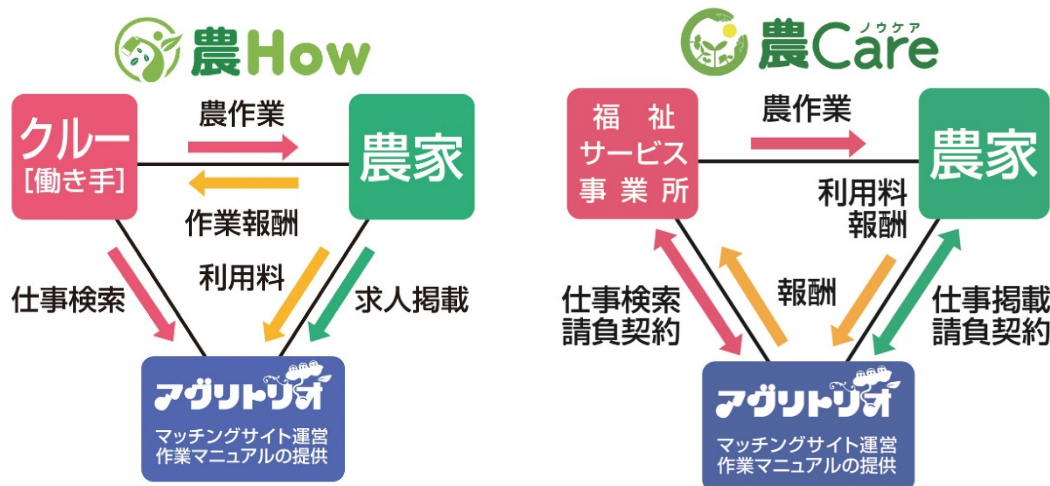 農How
クルー
[働き手]
農作業
農家
作業報酬
仕事検索
利用料
求人掲載
アグリトリオ
マッチングサイト運営
作業マニュアルの提供
ノウケア
農Care
福祉
サービス
事業所
農作業
農家
利用料
報酬
仕事検索
請負契約
報酬
仕事掲載
請負契約
アグリトリオ
マッチングサイト運営
作業マニュアルの提供